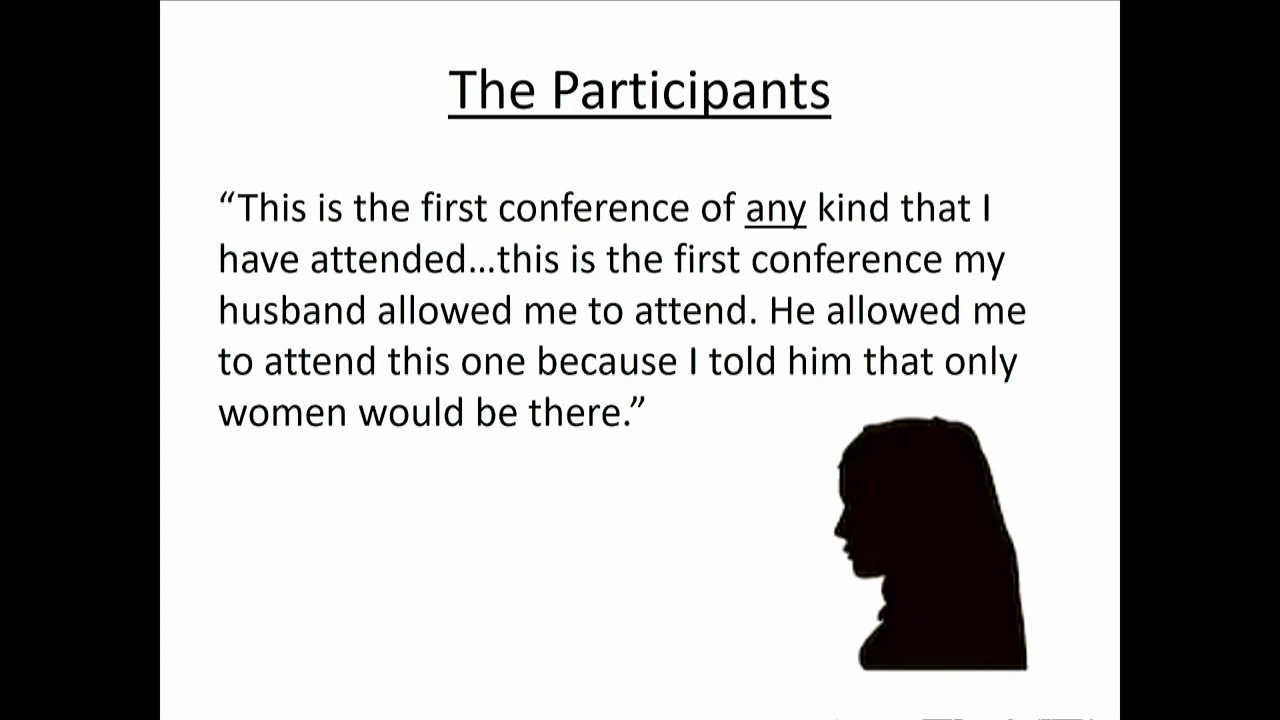 The Participants
“This is the first conference of any kind that I
have attended…this is the first conference my
husband allowed me to attend. He allowed me
to attend this one because I told him that only
women would be there.”